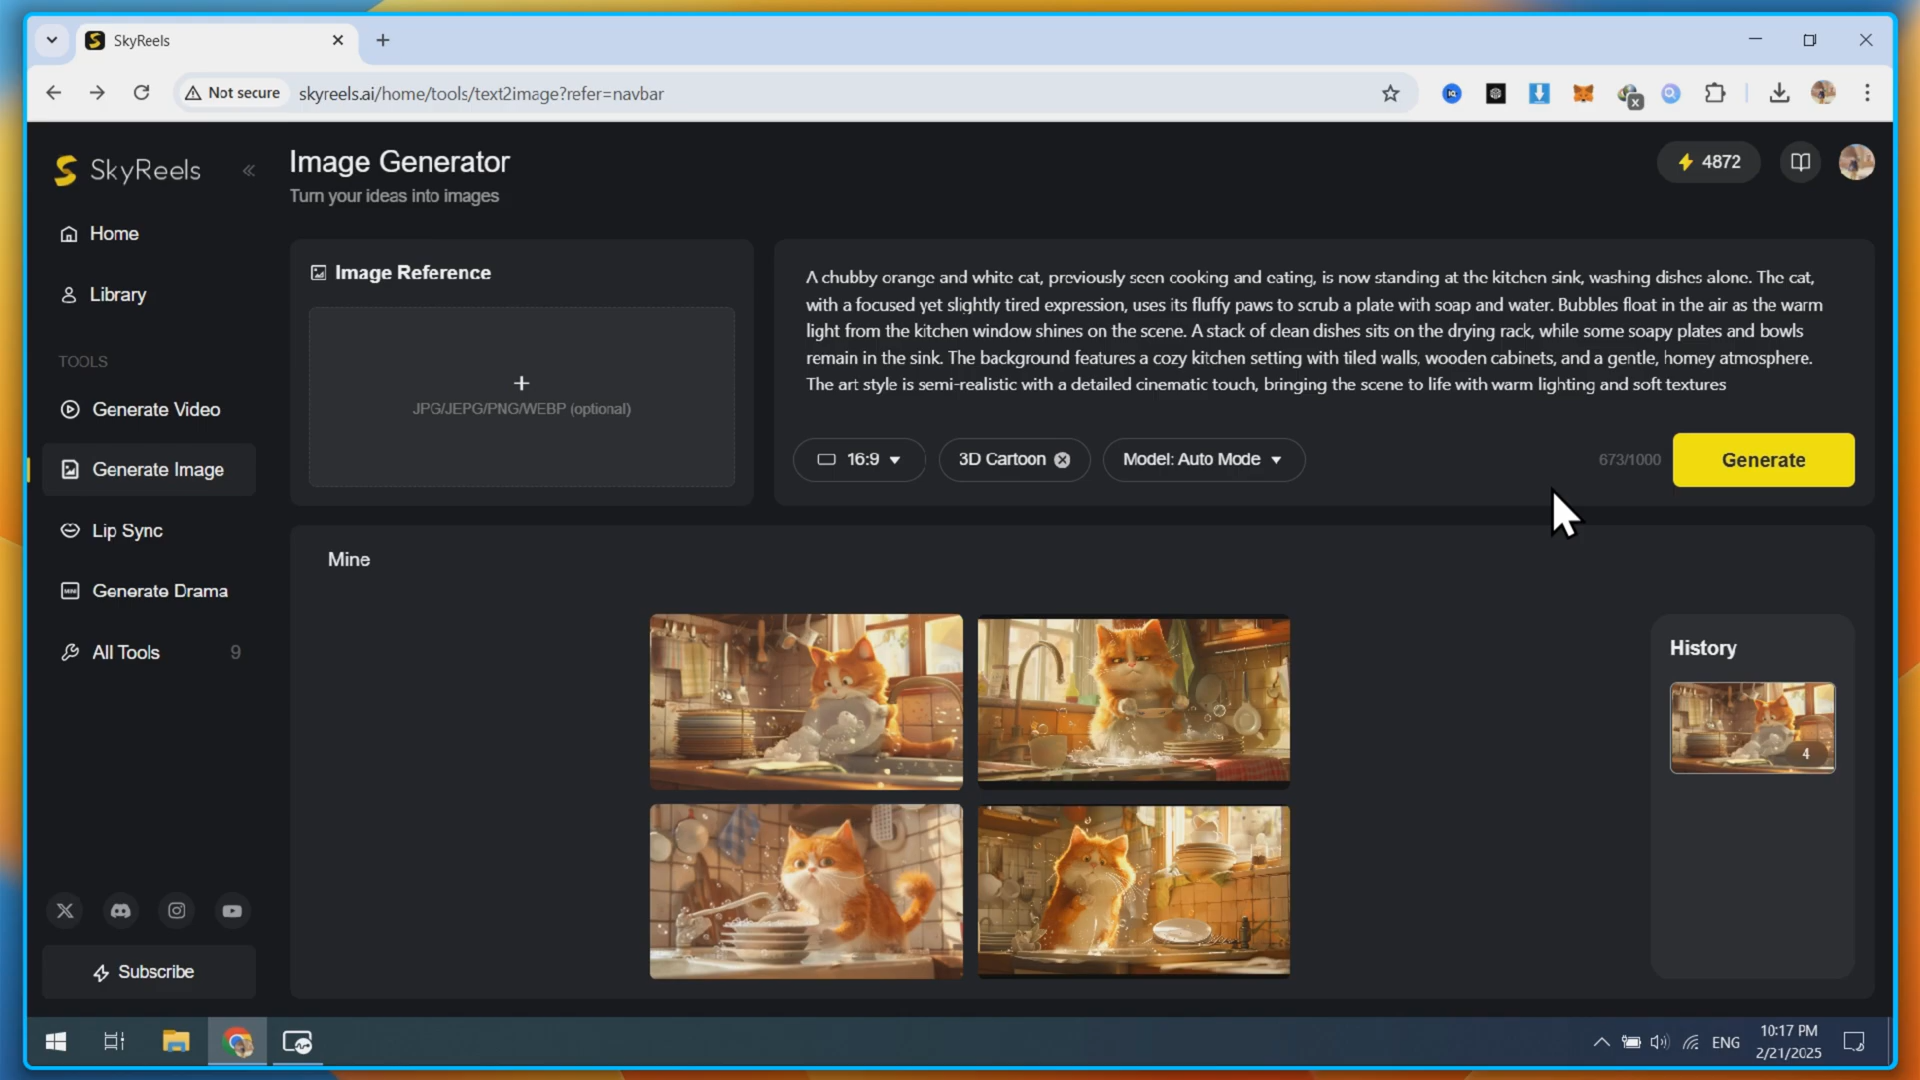 SkyReels
Not secure
skyreels.ai/home/tools/text2image?refer=navbar
SkyReels
Home
Library
TOOLS
Generate Video
Generate Image
Lip Sync
Generate Drama
All Tools 9
Subscribe
Image Generator
Turn your ideas into images
4872
Image Reference
JPG/JEPG/PNG/WEBP (optional)
A chubby orange and white cat, previously seen cooking and eating, is now standing at the kitchen sink, washing dishes alone. The cat,
with a focused yet slightly tired expression, uses its fluffy paws to scrub a plate with soap and water. Bubbles float in the air as the warm
light from the kitchen window shines on the scene. A stack of clean dishes sits on the drying rack, while some soapy plates and bowls
remain in the sink. The background features a cozy kitchen setting with tiled walls, wooden cabinets, and a gentle, homey atmosphere.
The art style is semi-realistic with a detailed cinematic touch, bringing the scene to life with warm lighting and soft textures
16:9
3D Cartoon
Model: Auto Mode
673/1000
Generate
Mine
History
4
ENG
10:17 PM
2/21/2025